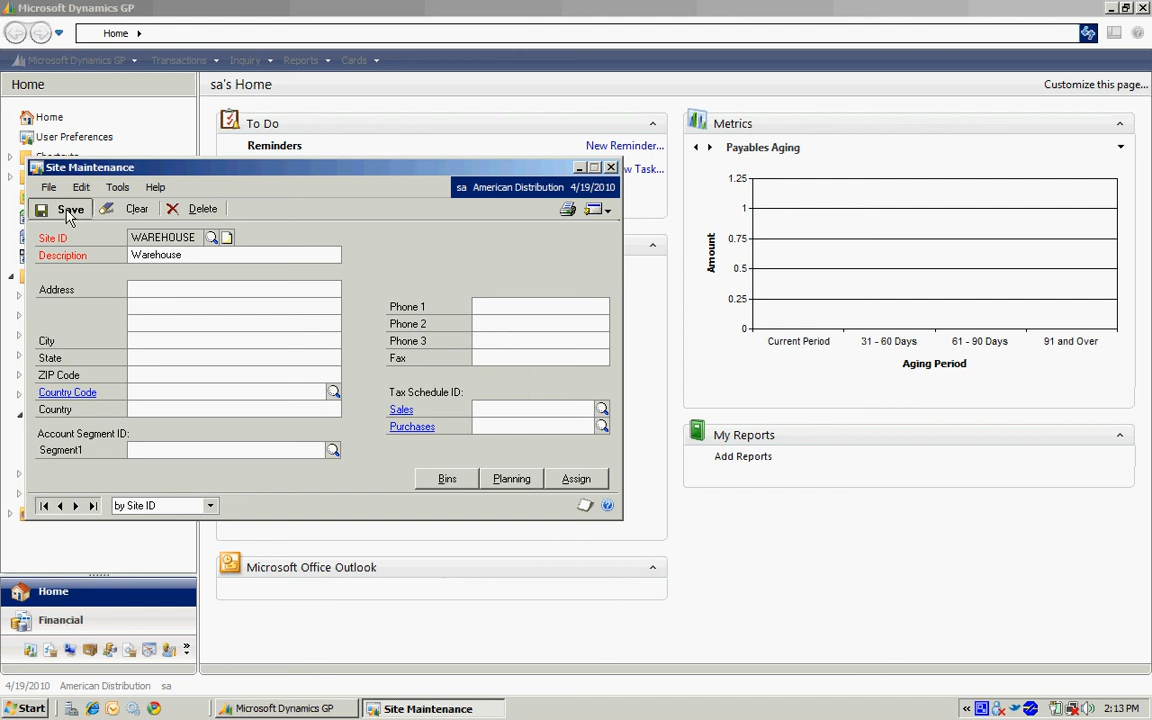 Microsoft Dynamics GP
Home
Microsoft Dynamics GP Transactions Inquiry Reports Cards
Home
sa's Home
Customize this page...
Home
User Preferences
To Do
Reminders
New Reminder...
w Task...
Metrics
Payables Aging
1.25
1
0.75
0.5
0.25
0
Amount
Current Period 31 - 60 Days 61 - 90 Days 91 and Over
Aging Period
My Reports
Add Reports
Site Maintenance
File Edit Tools Help
sa American Distribution 4/19/2010
Save Clear Delete
Site ID WAREHOUSE
Description Warehouse
Address
City
State
ZIP Code
Country Code
Country
Phone 1
Phone 2
Phone 3
Fax
Tax Schedule ID:
Sales
Purchases
Account Segment ID:
Segment1
Bins Planning Assign
by Site ID
Microsoft Office Outlook
Home
Financial
4/19/2010 American Distribution sa
Start
Microsoft Dynamics GP
Site Maintenance
2:13 PM